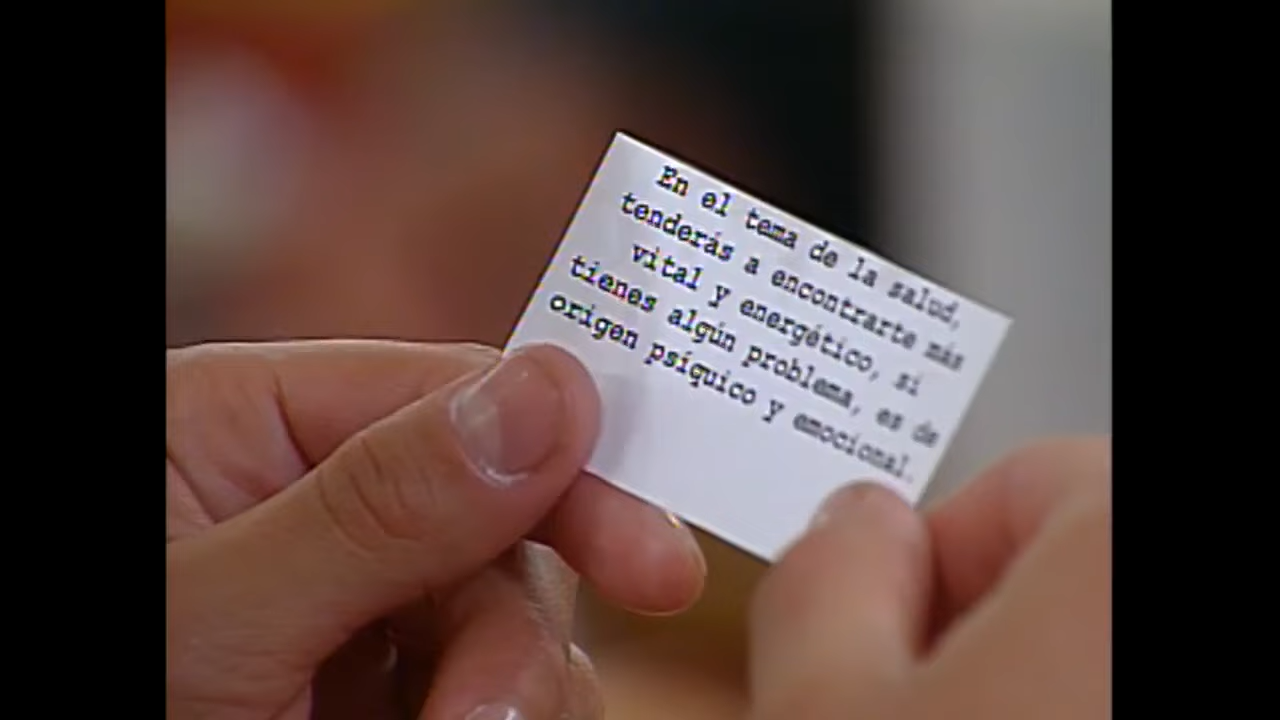 En el tema de la salud,
tenderás a encontrarte más
vital y energético, si
tienes algún problema, es de
origen psíquico y emocional.